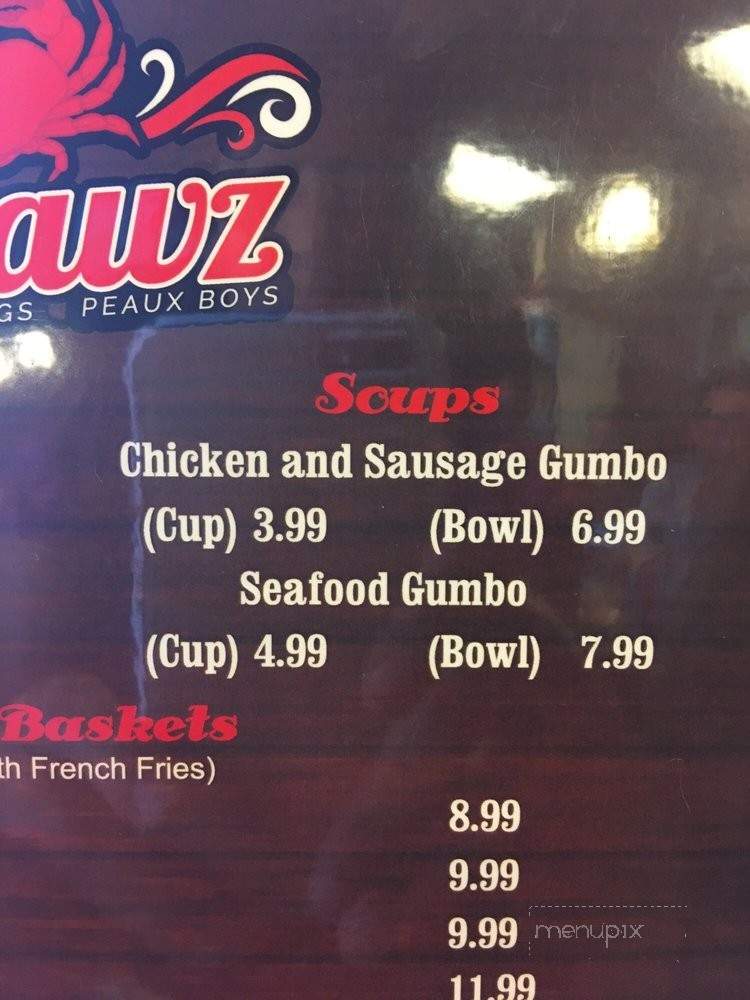 awz
GS PEAUX BOYS
Soups
Chicken and Sausage Gumbo
(Cup) 3.99 (Bowl) 6.99
Seafood Gumbo
(Cup) 4.99 (Bowl) 7.99
Baskets
th French Fries)
8.99
9.99
9.99
menupix
11.99